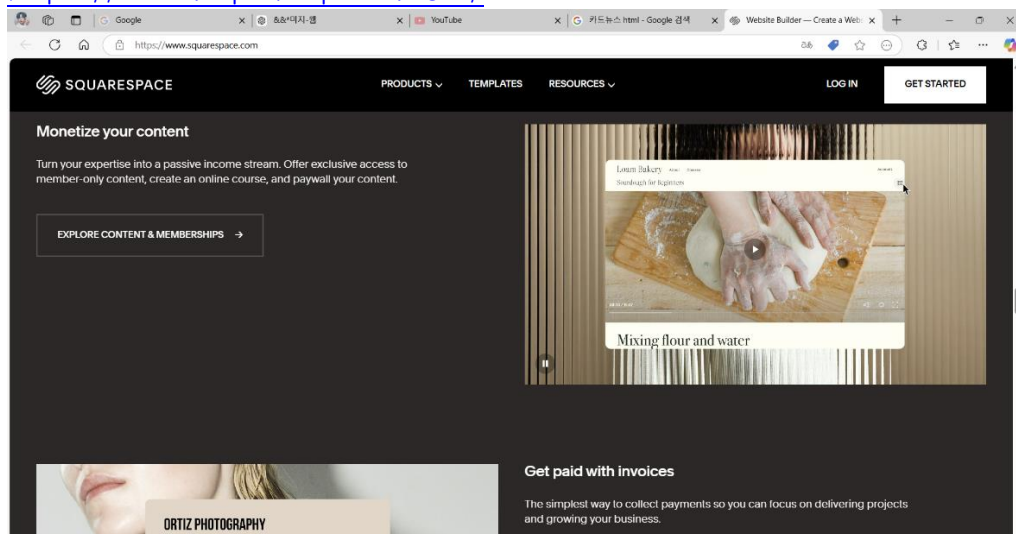 Google
&&*미지-웹
YouTube
키드뉴스 html - Google 검색
Website Builder — Create a Web
https://www.squarespace.com
SQUARESPACE
PRODUCTS
TEMPLATES
RESOURCES
LOG IN
GET STARTED
Monetize your content
Turn your expertise into a passive income stream. Offer exclusive access to
member-only content, create an online course, and paywall your content.
EXPLORE CONTENT & MEMBERSHIPS →
Loam Bakery
Sourdough for beginners
Mixing flour and water
ORTIZ PHOTOGRAPHY
Get paid with invoices
The simplest way to collect payments so you can focus on delivering projects
and growing your business.